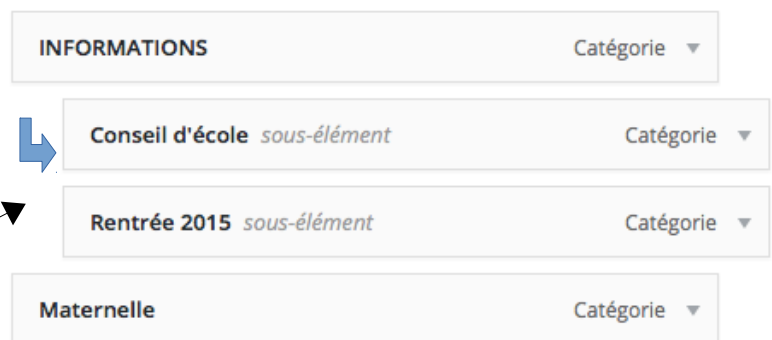 INFORMATIONS Catégorie
Conseil d'école sous-élément Catégorie
Rentrée 2015 sous-élément Catégorie
Maternelle Catégorie